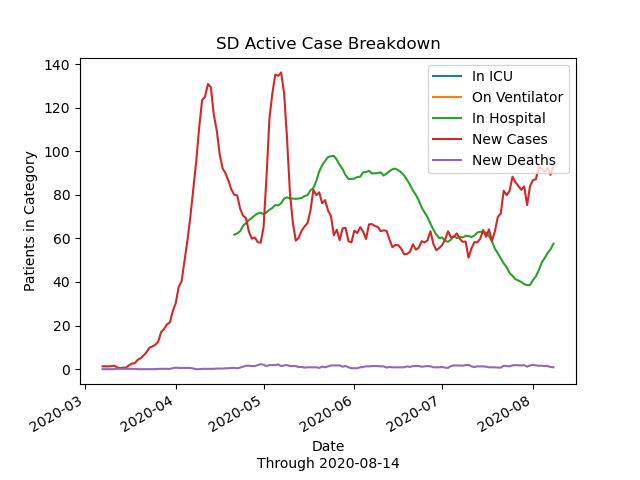 SD Active Case Breakdown
140
120
100
80
60
40
20
0
Patients in Category
In ICU
On Ventilator
In Hospital
New Cases
New Deaths
2020-03
2020-04
2020-05
2020-06
2020-07
2020-08
Date
Through 2020-08-14